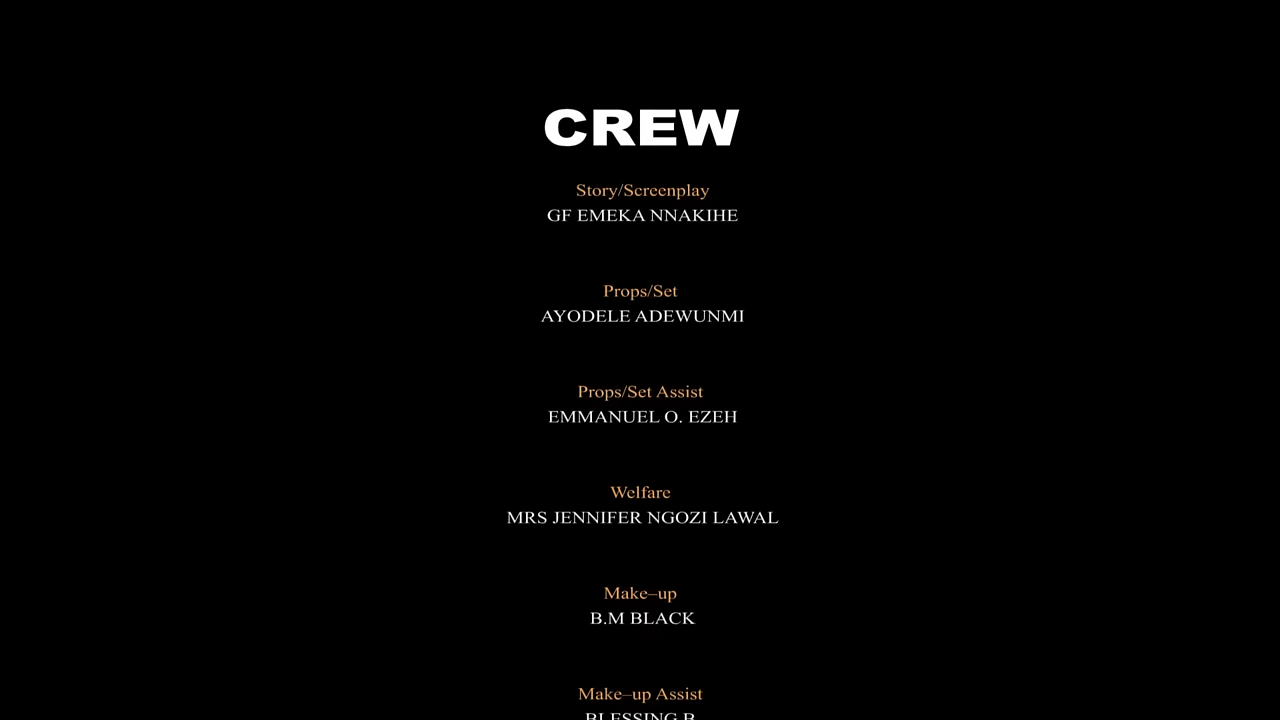 CREW
Story/Screenplay
GF EMEKA NNAKIHE
Props/Set
AYODELE ADEWUNMI
Props/Set Assist
EMMANUEL O. EZEH
Welfare
MRS JENNIFER NGOZI LAWAL
Make–up
B.M BLACK
Make–up Assist
BLESSING B